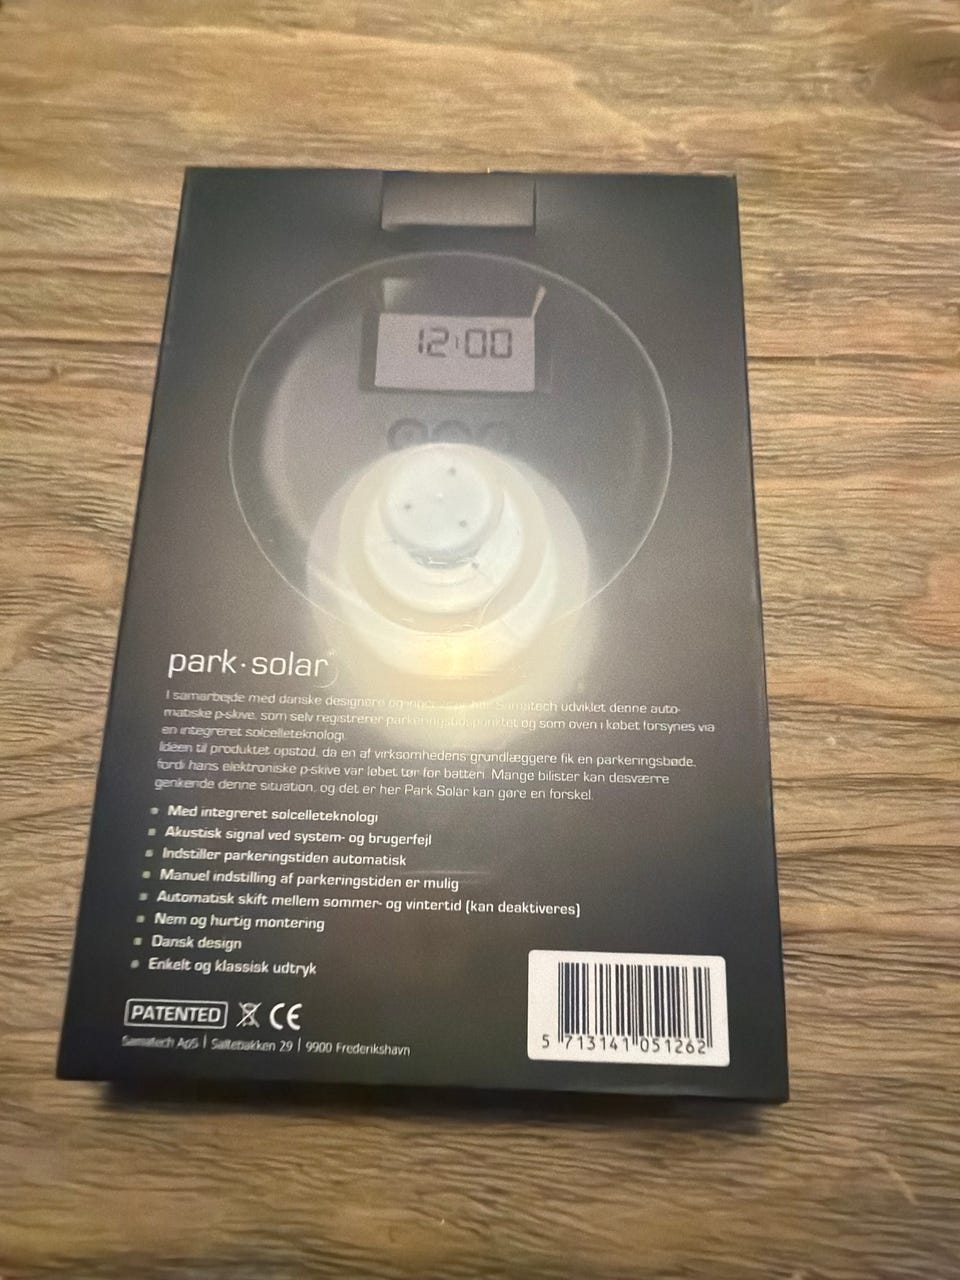 12:00
park·solar
I samarbejde med danske designere Samatech udviklet denne auto-
matiske p-skive, som selv registrerer parkeringstidspunktet og som oven i købet forsynes via
en integreret solcelleteknologi.
Ideen til produktet opstod, da en af virksomhedens grundlæggere fik en parkeringsbøde,
fordi hans elektroniske p-skive var løbet tør for batteri. Mange bilister kan desværre
genkende denne situation, og det er her Park Solar kan gøre en forskel.
Med integreret solcelleteknologi
Akustisk signal ved system- og brugerfejl
Indstiller parkeringstiden automatisk
Manuel indstilling af parkeringstiden er mulig
Automatisk skift mellem sommer- og vintertid (kan deaktiveres)
Nem og hurtig montering
Dansk design
Enkelt og klassisk udtryk
PATENTED CE
Samatech ApS | Saltebakken 29 | 9900 Frederikshavn
5 713141 051262